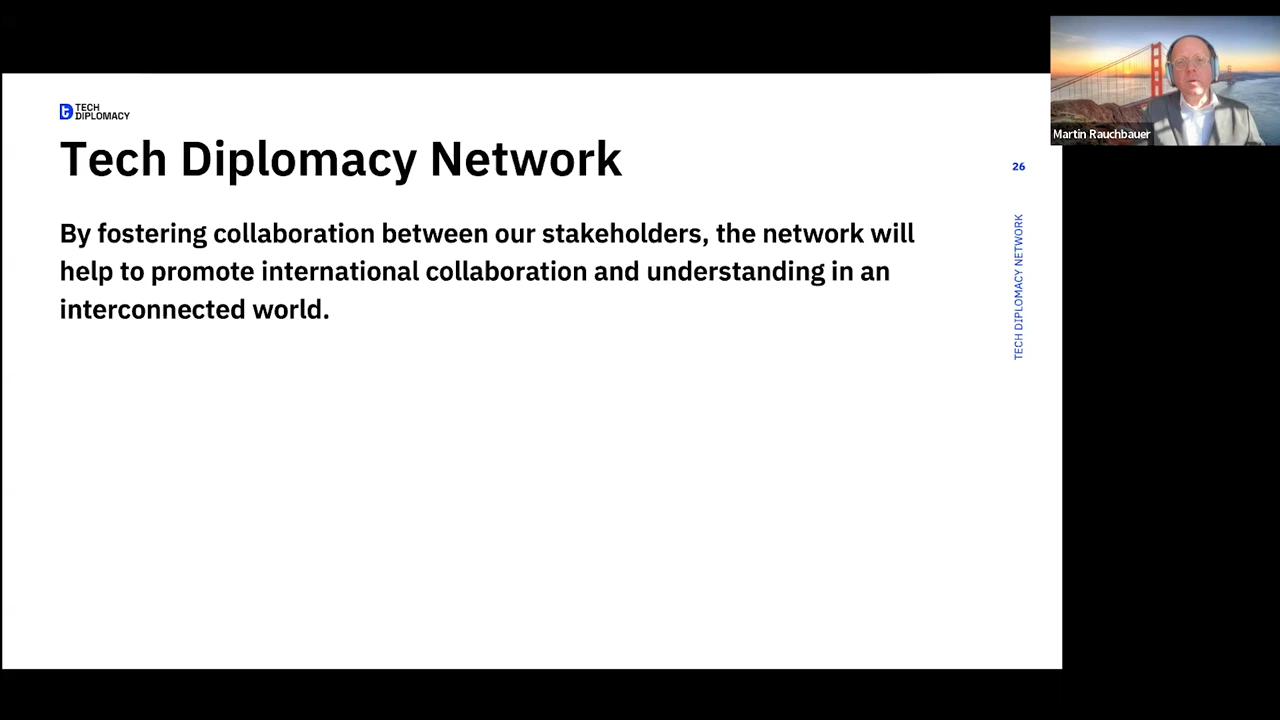 TECH
DIPLOMACY
Tech Diplomacy Network
By fostering collaboration between our stakeholders, the network will
help to promote international collaboration and understanding in an
interconnected world.
26
TECH DIPLOMACY NETWORK
Martin Rauchbauer